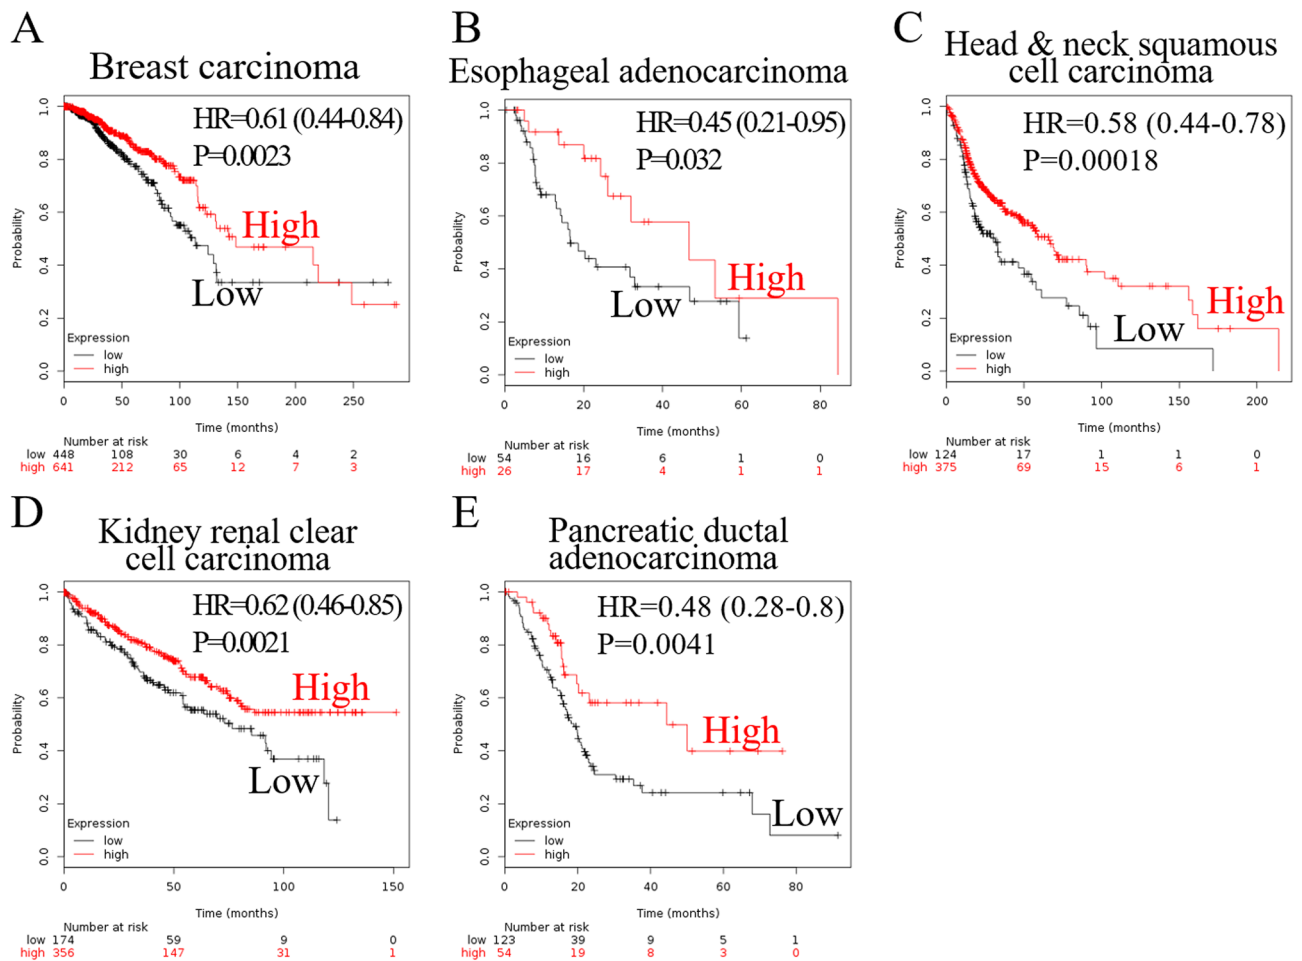 A
Breast carcinoma
HR=0.61 (0.44-0.84)
P=0.0023
High
Low
Probability
1.0
0.8
0.6
0.4
0.2
0.0
Expression
low
high
0 50 100 150 200 250
Time (months)
Number at risk
low 448 108 30 6 4 2
high 641 212 65 12 7 3
B
Esophageal adenocarcinoma
HR=0.45 (0.21-0.95)
P=0.032
High
Low
Probability
1.0
0.8
0.6
0.4
0.2
0.0
Expression
low
high
0 20 40 60 80
Time (months)
Number at risk
low 54 16 6 1 0
high 26 17 4 1 1
C
Head & neck squamous
cell carcinoma
HR=0.58 (0.44-0.78)
P=0.00018
High
Low
Probability
1.0
0.8
0.6
0.4
0.2
0.0
Expression
low
high
0 50 100 150 200
Time (months)
Number at risk
low 124 17 1 1 0
high 375 69 15 6 1
D
Kidney renal clear
cell carcinoma
HR=0.62 (0.46-0.85)
P=0.0021
High
Low
Probability
1.0
0.8
0.6
0.4
0.2
0.0
Expression
low
high
0 50 100 150
Time (months)
Number at risk
low 174 59 9 0
high 356 147 31 1
E
Pancreatic ductal
adenocarcinoma
HR=0.48 (0.28-0.8)
P=0.0041
High
Low
Probability
1.0
0.8
0.6
0.4
0.2
0.0
Expression
low
high
0 20 40 60 80
Time (months)
Number at risk
low 123 39 9 5 1
high 54 19 8 3 0